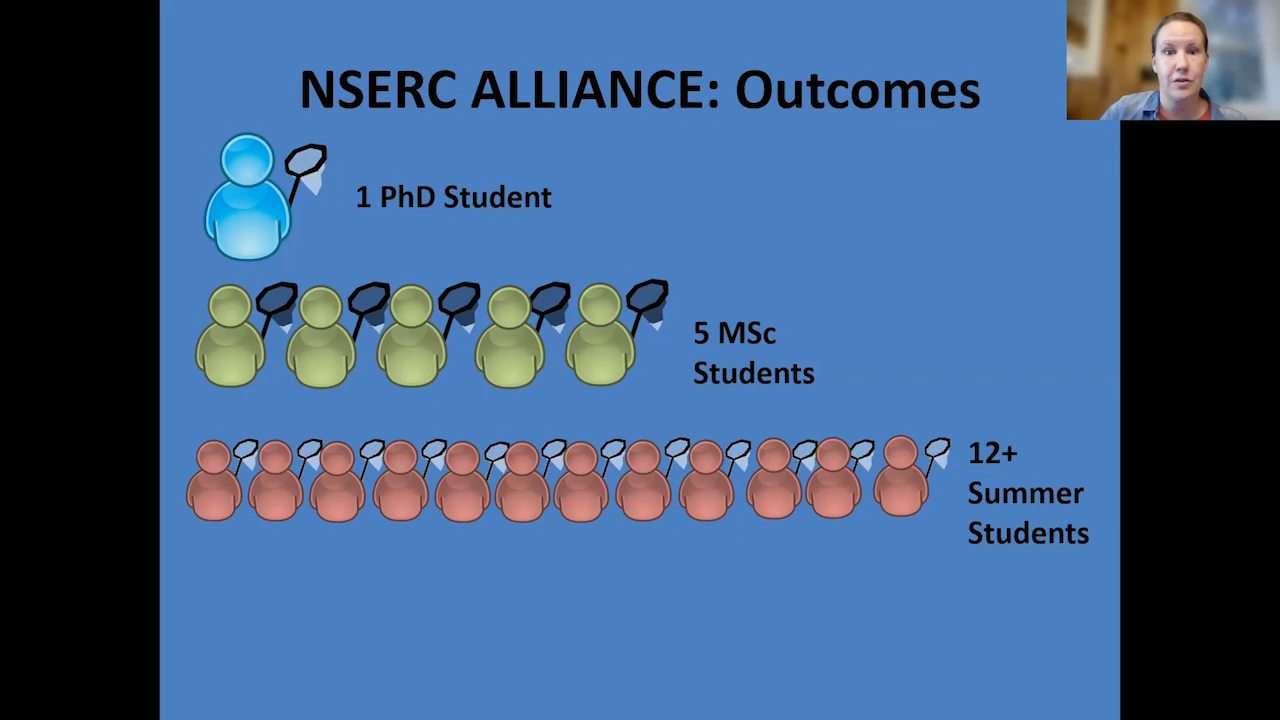 NSERC ALLIANCE: Outcomes
1 PhD Student
5 MSc
Students
12+
Summer
Students